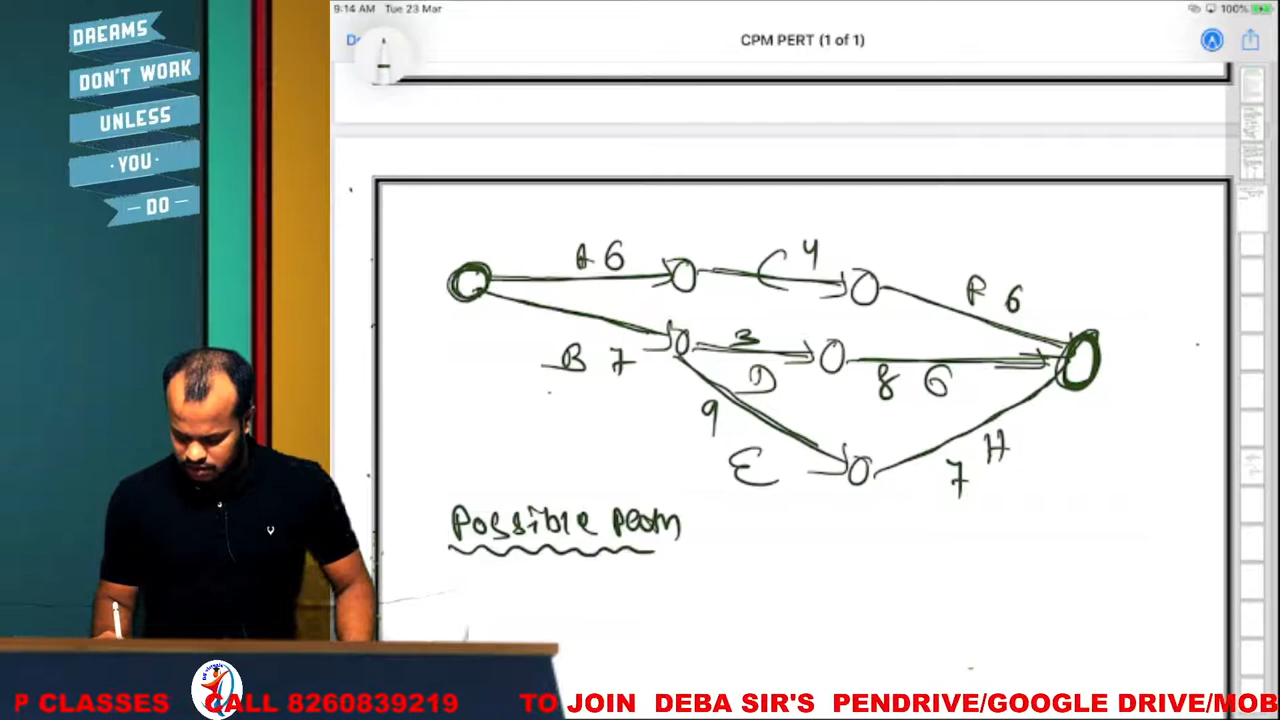 DREAMS
DON'T WORK
UNLESS
·YOU·
— DO —
9:14 AM Tue 23 Mar
100%
CPM PERT (1 of 1)
A 6
C 4
F 6
B 7
3
D
8 G
9
E
7 H
Possible Path
P CLASSES CALL 8260839219 TO JOIN DEBA SIR'S PENDRIVE/GOOGLE DRIVE/MOB